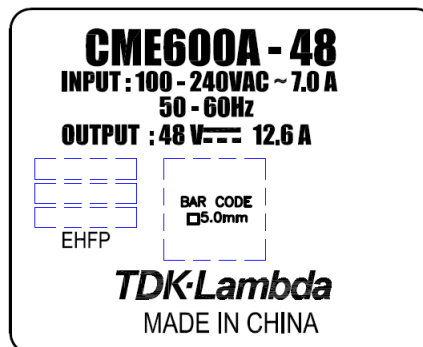 CME600A - 48
INPUT : 100 - 240VAC ~ 7.0 A
50 - 60Hz
OUTPUT : 48 V⎓ 12.6 A
BAR CODE
□5.0mm
EHFP
TDK-Lambda
MADE IN CHINA